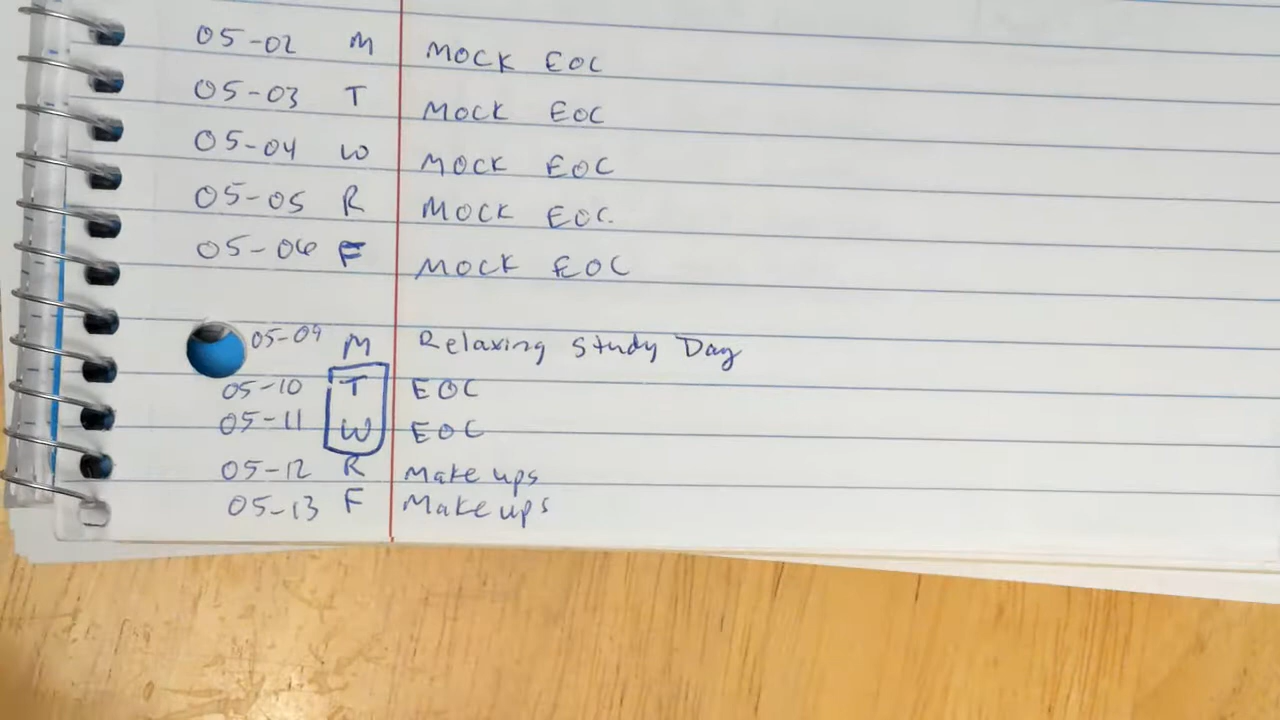 05-02 M MOCK EOC
05-03 T MOCK EOC
05-04 W MOCK EOC
05-05 R MOCK EOC.
05-06 F MOCK EOC
05-09 M Relaxing Study Day
05-10 T EOC
05-11 W EOC
05-12 R Make ups
05-13 F Make ups